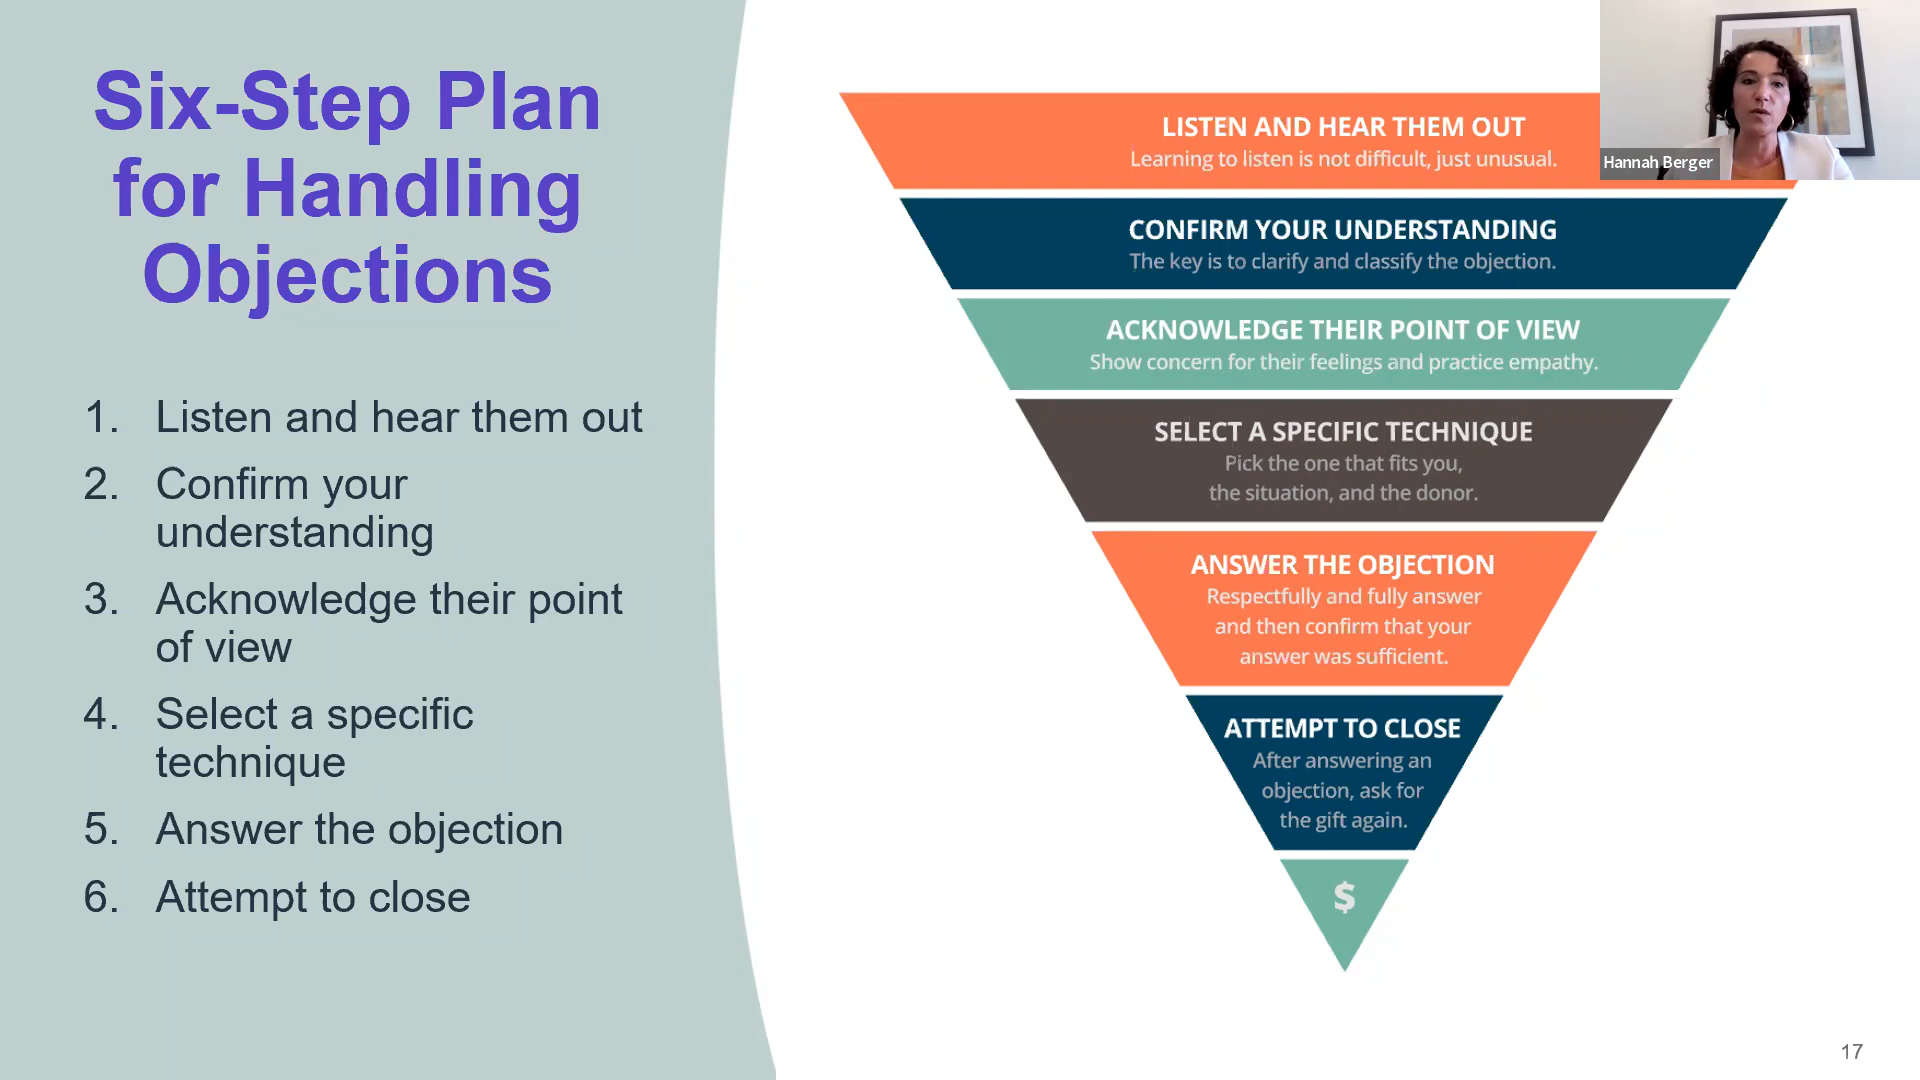 Six-Step Plan
for Handling
Objections
1. Listen and hear them out
2. Confirm your
understanding
3. Acknowledge their point
of view
4. Select a specific
technique
5. Answer the objection
6. Attempt to close
LISTEN AND HEAR THEM OUT
Learning to listen is not difficult, just unusual.
CONFIRM YOUR UNDERSTANDING
The key is to clarify and classify the objection.
ACKNOWLEDGE THEIR POINT OF VIEW
Show concern for their feelings and practice empathy.
SELECT A SPECIFIC TECHNIQUE
Pick the one that fits you,
the situation, and the donor.
ANSWER THE OBJECTION
Respectfully and fully answer
and then confirm that your
answer was sufficient.
ATTEMPT TO CLOSE
After answering an
objection, ask for
the gift again.
$
Hannah Berger
17